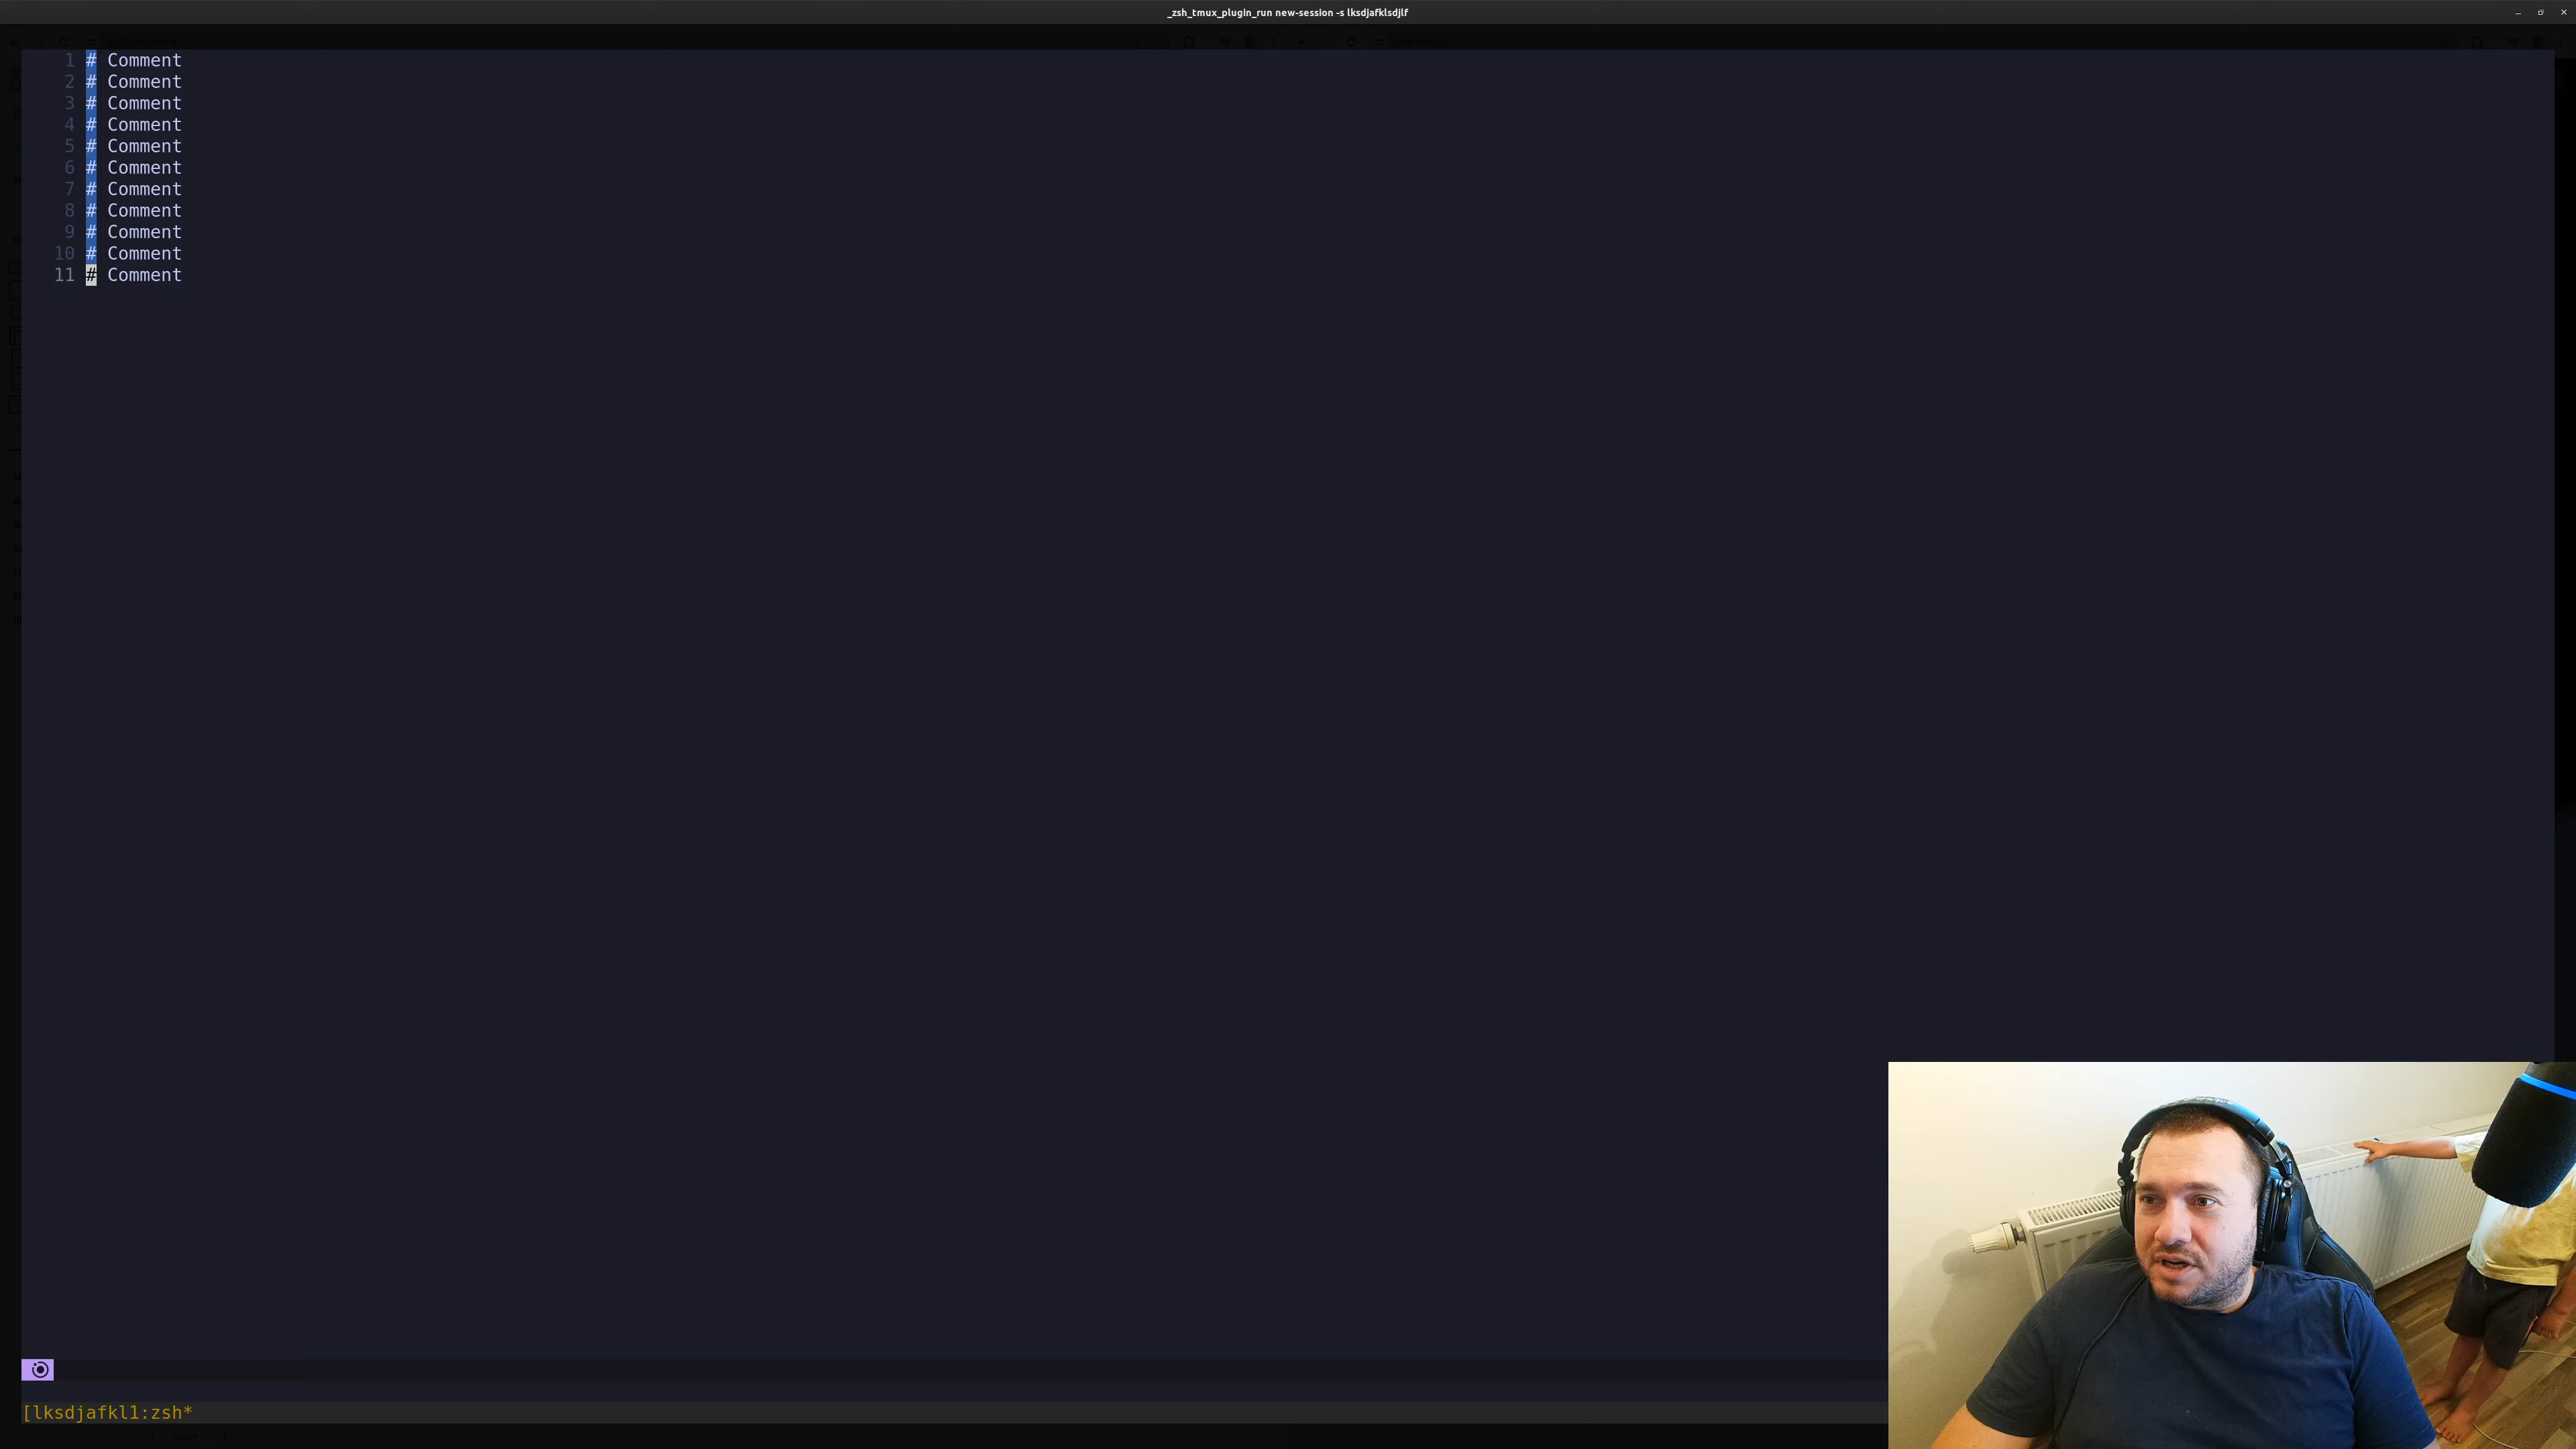 _zsh_tmux_plugin_run new-session -s lksdjafklsdjlf
1 # Comment
2 # Comment
3 # Comment
4 # Comment
5 # Comment
6 # Comment
7 # Comment
8 # Comment
9 # Comment
10 # Comment
11 # Comment
[lksdjafkl1:zsh*